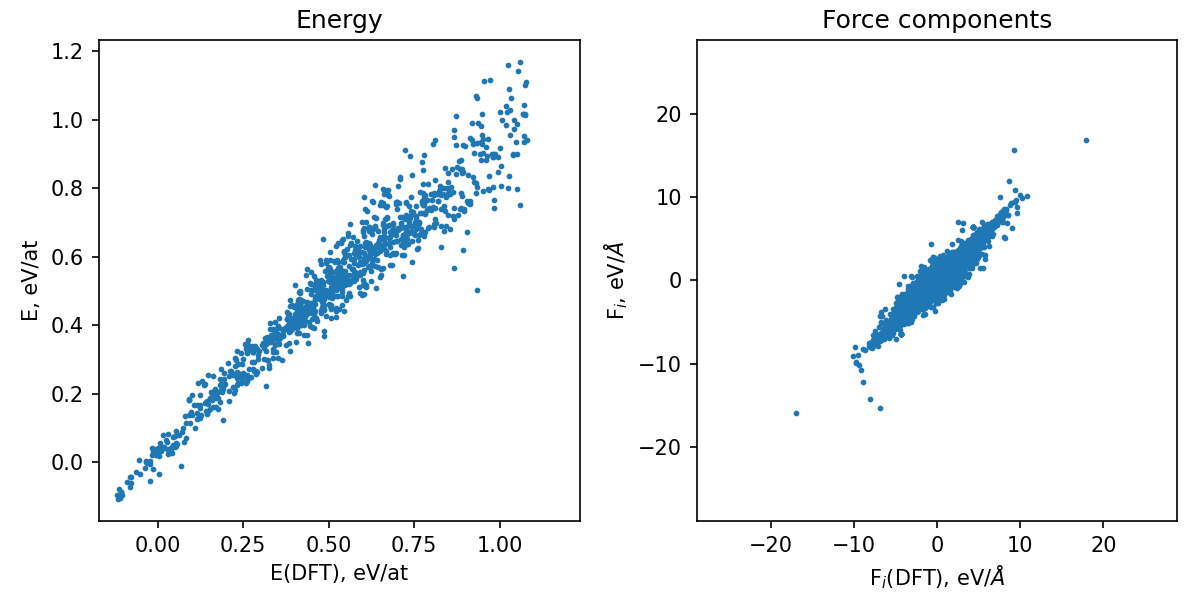 Energy
1.2
1.0
0.8
0.6
0.4
0.2
0.0
E, eV/at
0.00 0.25 0.50 0.75 1.00
E(DFT), eV/at
Force components
20
10
0
−10
−20
Fᵢ, eV/Å
−20 −10 0 10 20
Fᵢ(DFT), eV/Å